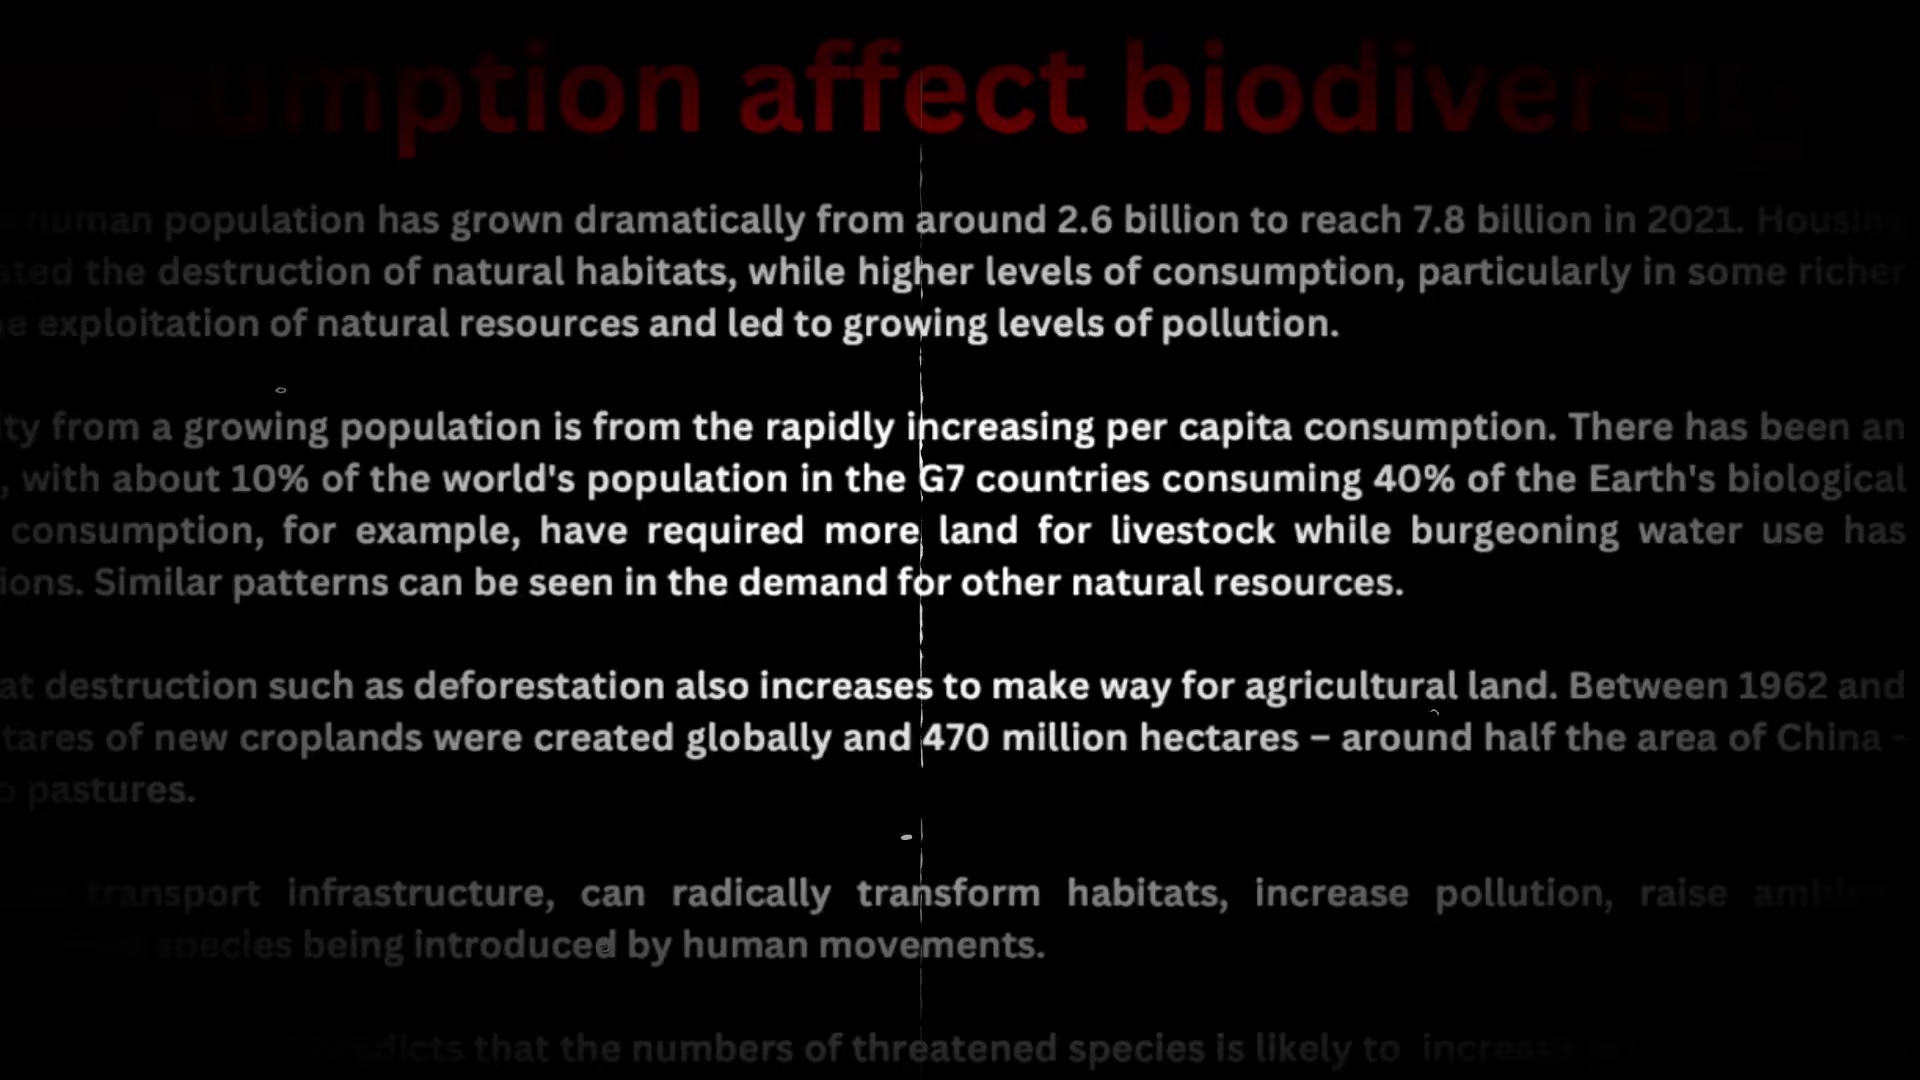 umption affect biodiversity
human population has grown dramatically from around 2.6 billion to reach 7.8 billion in 2021. Housing
ated the destruction of natural habitats, while higher levels of consumption, particularly in some richer
e exploitation of natural resources and led to growing levels of pollution.
ity from a growing population is from the rapidly increasing per capita consumption. There has been an
, with about 10% of the world's population in the G7 countries consuming 40% of the Earth's biological
consumption, for example, have required more land for livestock while burgeoning water use has
ions. Similar patterns can be seen in the demand for other natural resources.
at destruction such as deforestation also increases to make way for agricultural land. Between 1962 and
tares of new croplands were created globally and 470 million hectares – around half the area of China -
o pastures.
transport infrastructure, can radically transform habitats, increase pollution, raise
species being introduced by human movements.
predicts that the numbers of threatened species is likely to increase